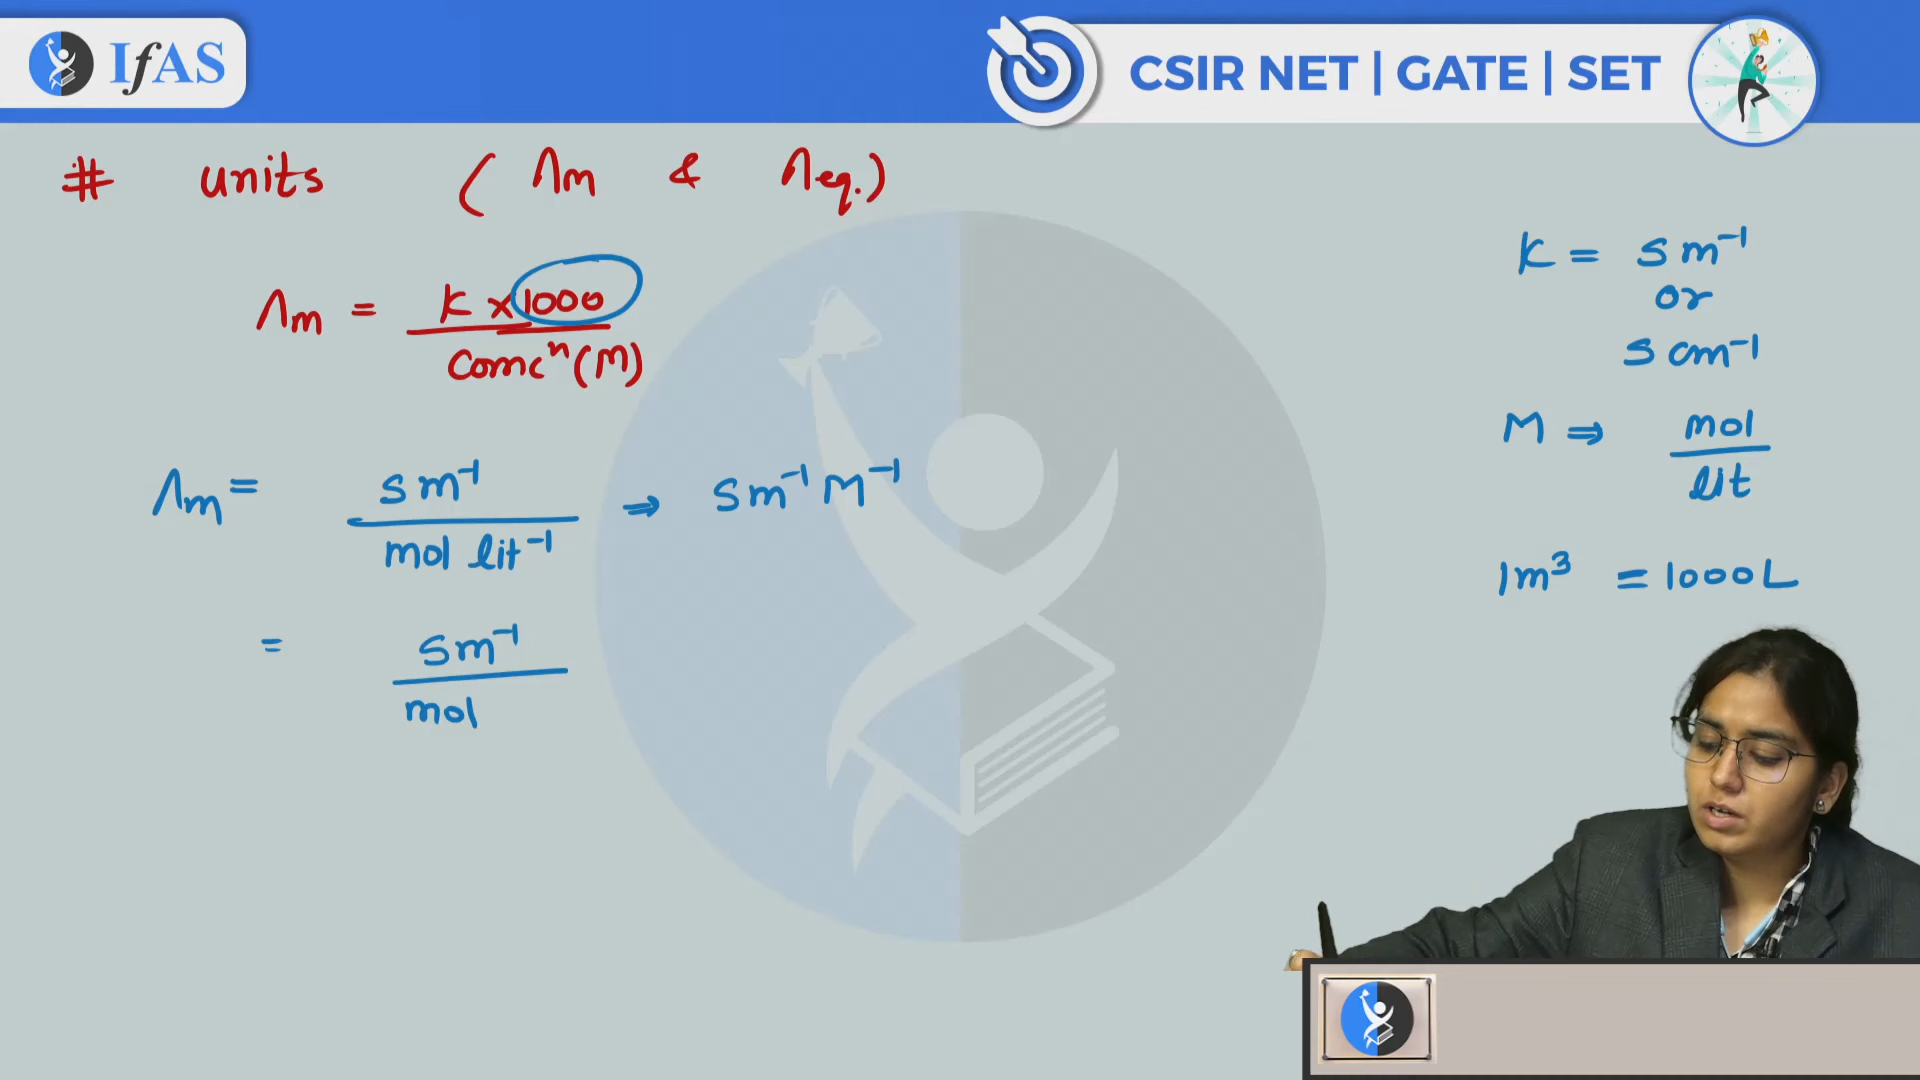 IfAS
CSIR NET | GATE | SET
# units ( Λm & Λeq.)
Λm = K × 1000 / Concⁿ (M)
K = S m⁻¹
or
S cm⁻¹
M ⇒ mol / lit
Λm = S m⁻¹ / mol lit⁻¹ ⇒ S m⁻¹ M⁻¹
1m³ = 1000L
= S m⁻¹ / mol